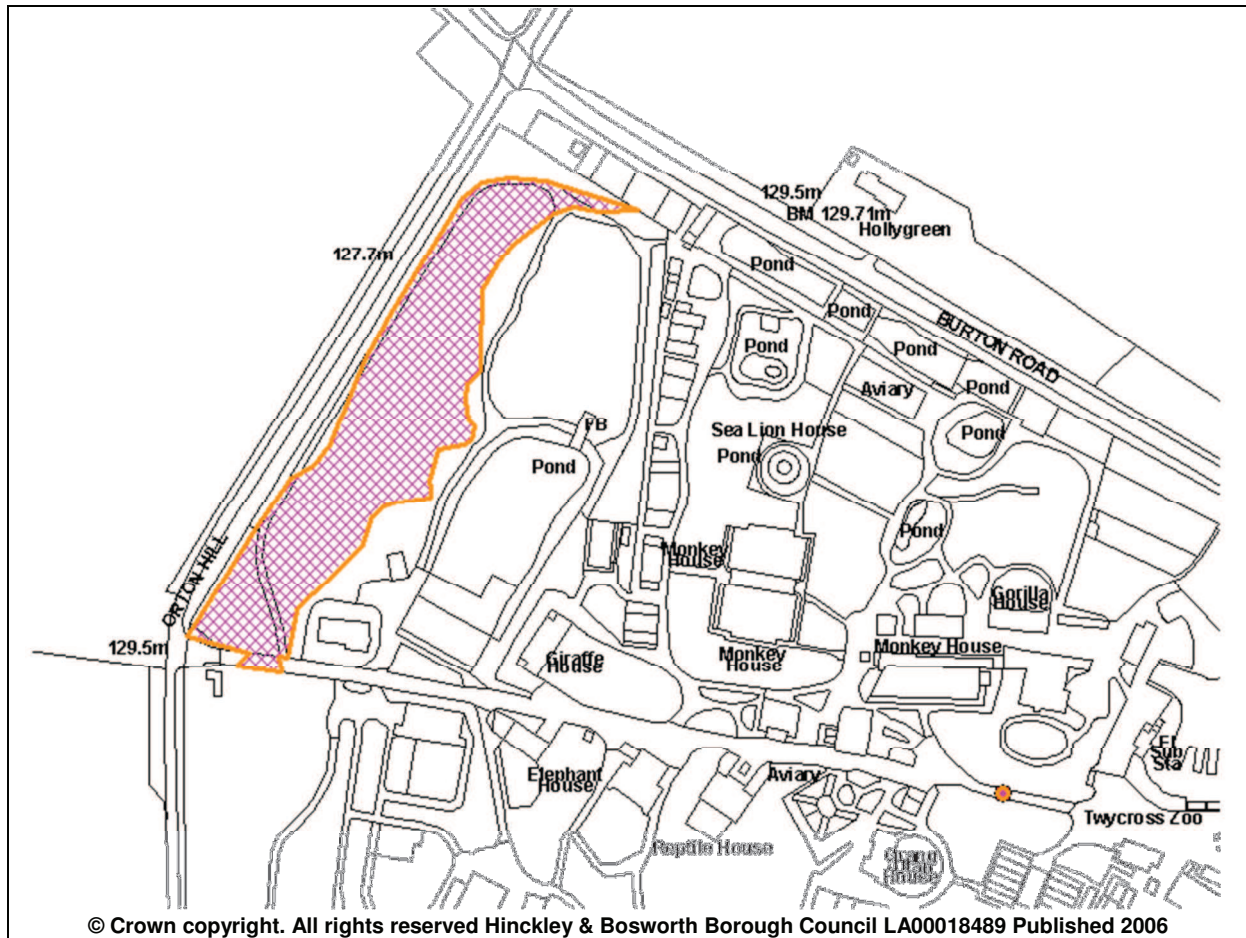 129.5m
BM 129.71m
Hollygreen
127.7m
Pond
Pond
BURTON ROAD
Pond
Pond
Aviary
Pond
FB
Sea Lion House
Pond
Pond
Pond
Pond
Monkey
House
ORTON HILL
Gorilla
House
129.5m
Giraffe
House
Monkey
House
Monkey House
El
Sub
Sta
Elephant
House
Aviary
Twycross Zoo
Reptile House
Orang
Utan
House
© Crown copyright. All rights reserved Hinckley & Bosworth Borough Council LA00018489 Published 2006